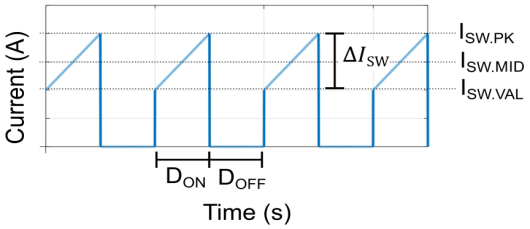 Current (A)
I_SW.PK
ΔI_SW
I_SW.MID
I_SW.VAL
D_ON
D_OFF
Time (s)